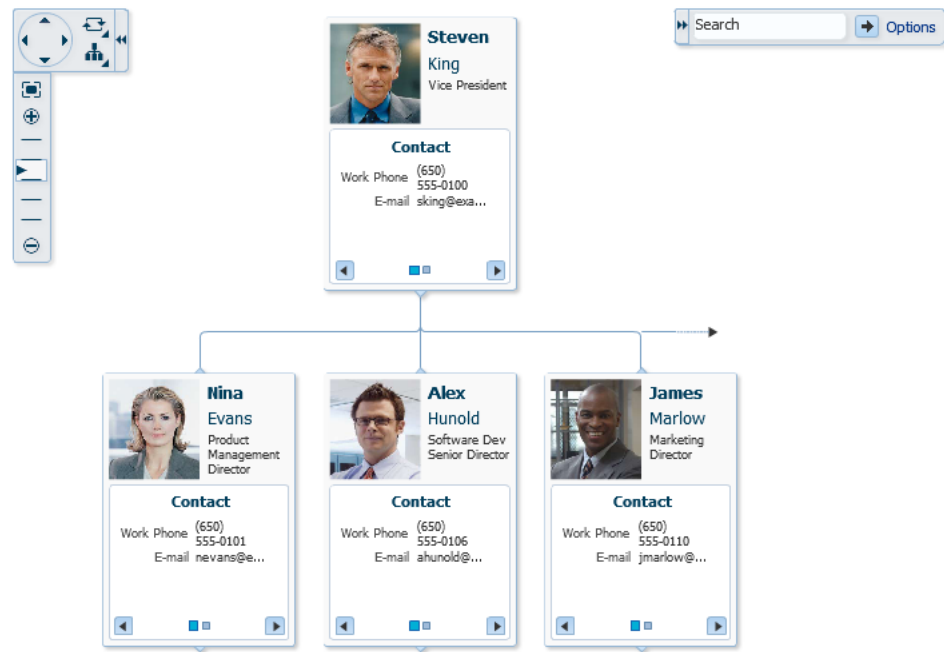 Search
Options
Steven
King
Vice President
Contact
Work Phone (650)
555-0100
E-mail sking@exa...
Nina
Evans
Product
Management
Director
Contact
Work Phone (650)
555-0101
E-mail nevans@e...
Alex
Hunold
Software Dev
Senior Director
Contact
Work Phone (650)
555-0106
E-mail ahunold@...
James
Marlow
Marketing
Director
Contact
Work Phone (650)
555-0110
E-mail jmarlow@...